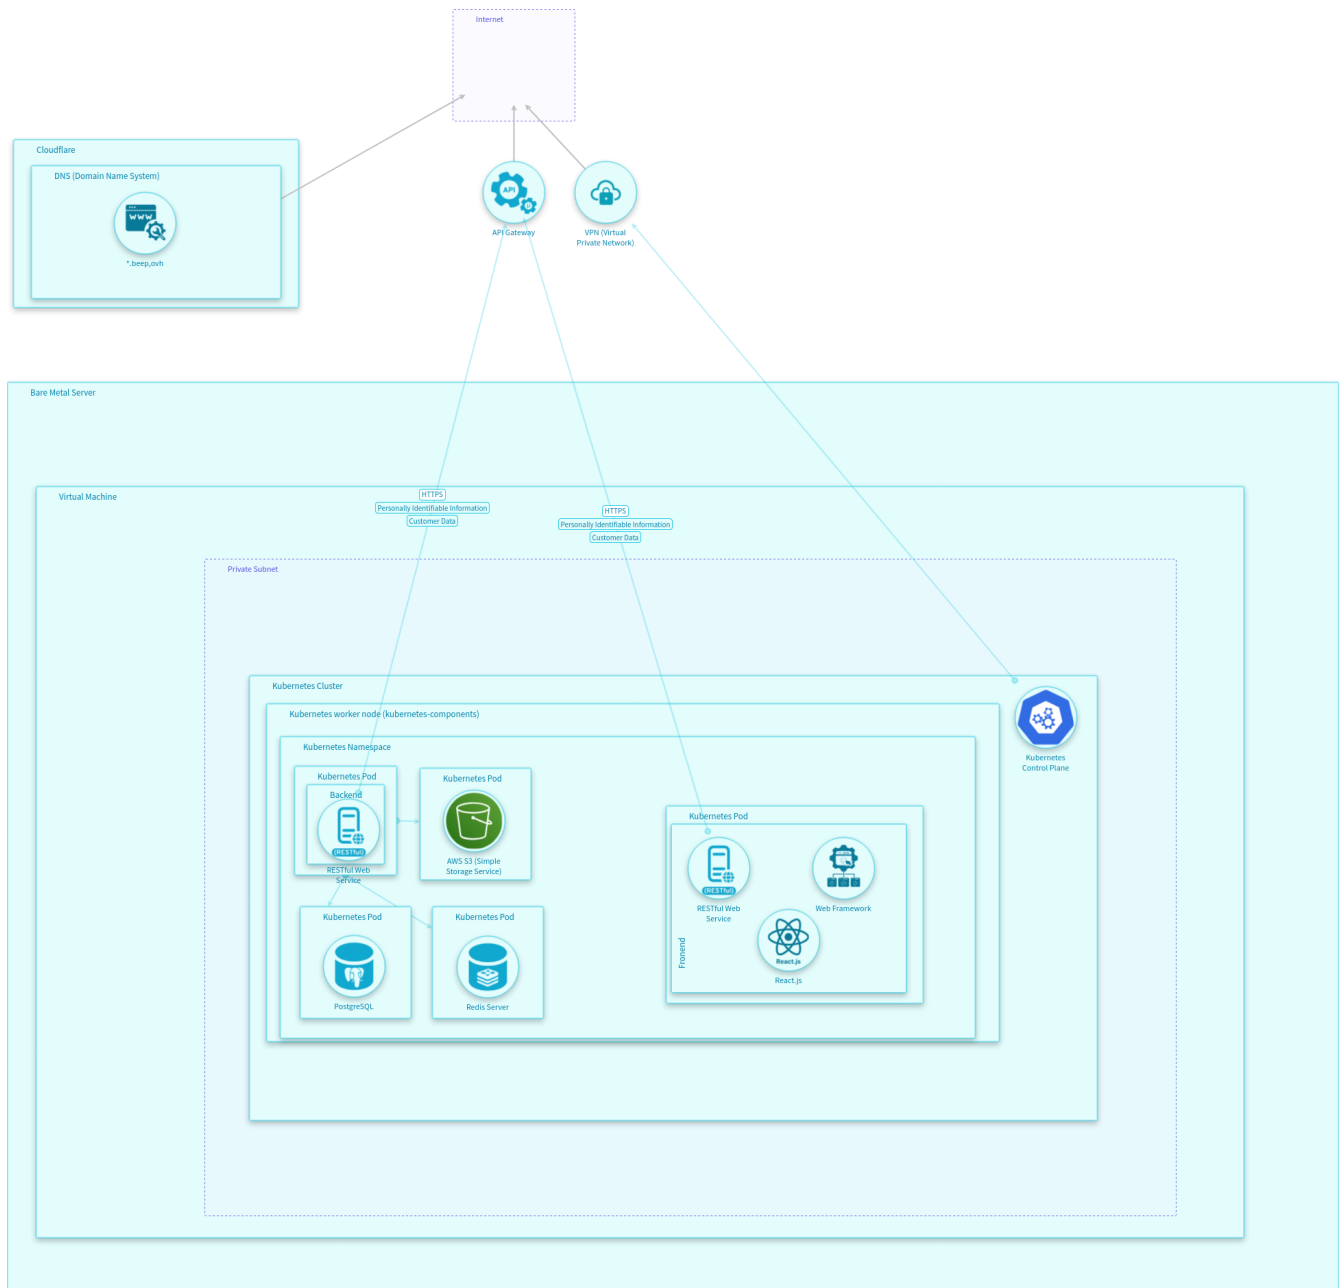 Internet
Cloudflare
DNS (Domain Name System)
WWW
*.beep,ovh
API
API Gateway
VPN (Virtual
Private Network)
Bare Metal Server
Virtual Machine
HTTPS
Personally Identifiable Information
Customer Data
HTTPS
Personally Identifiable Information
Customer Data
Private Subnet
Kubernetes Cluster
Kubernetes worker node (kubernetes-components)
Kubernetes Namespace
Kubernetes Control Plane
Kubernetes Pod
Backend
(RESTful)
RESTful Web
Service
Kubernetes Pod
AWS S3 (Simple
Storage Service)
Kubernetes Pod
PostgreSQL
Kubernetes Pod
Redis Server
Kubernetes Pod
Fronend
(RESTful)
RESTful Web
Service
Web Framework
React.js
React.js